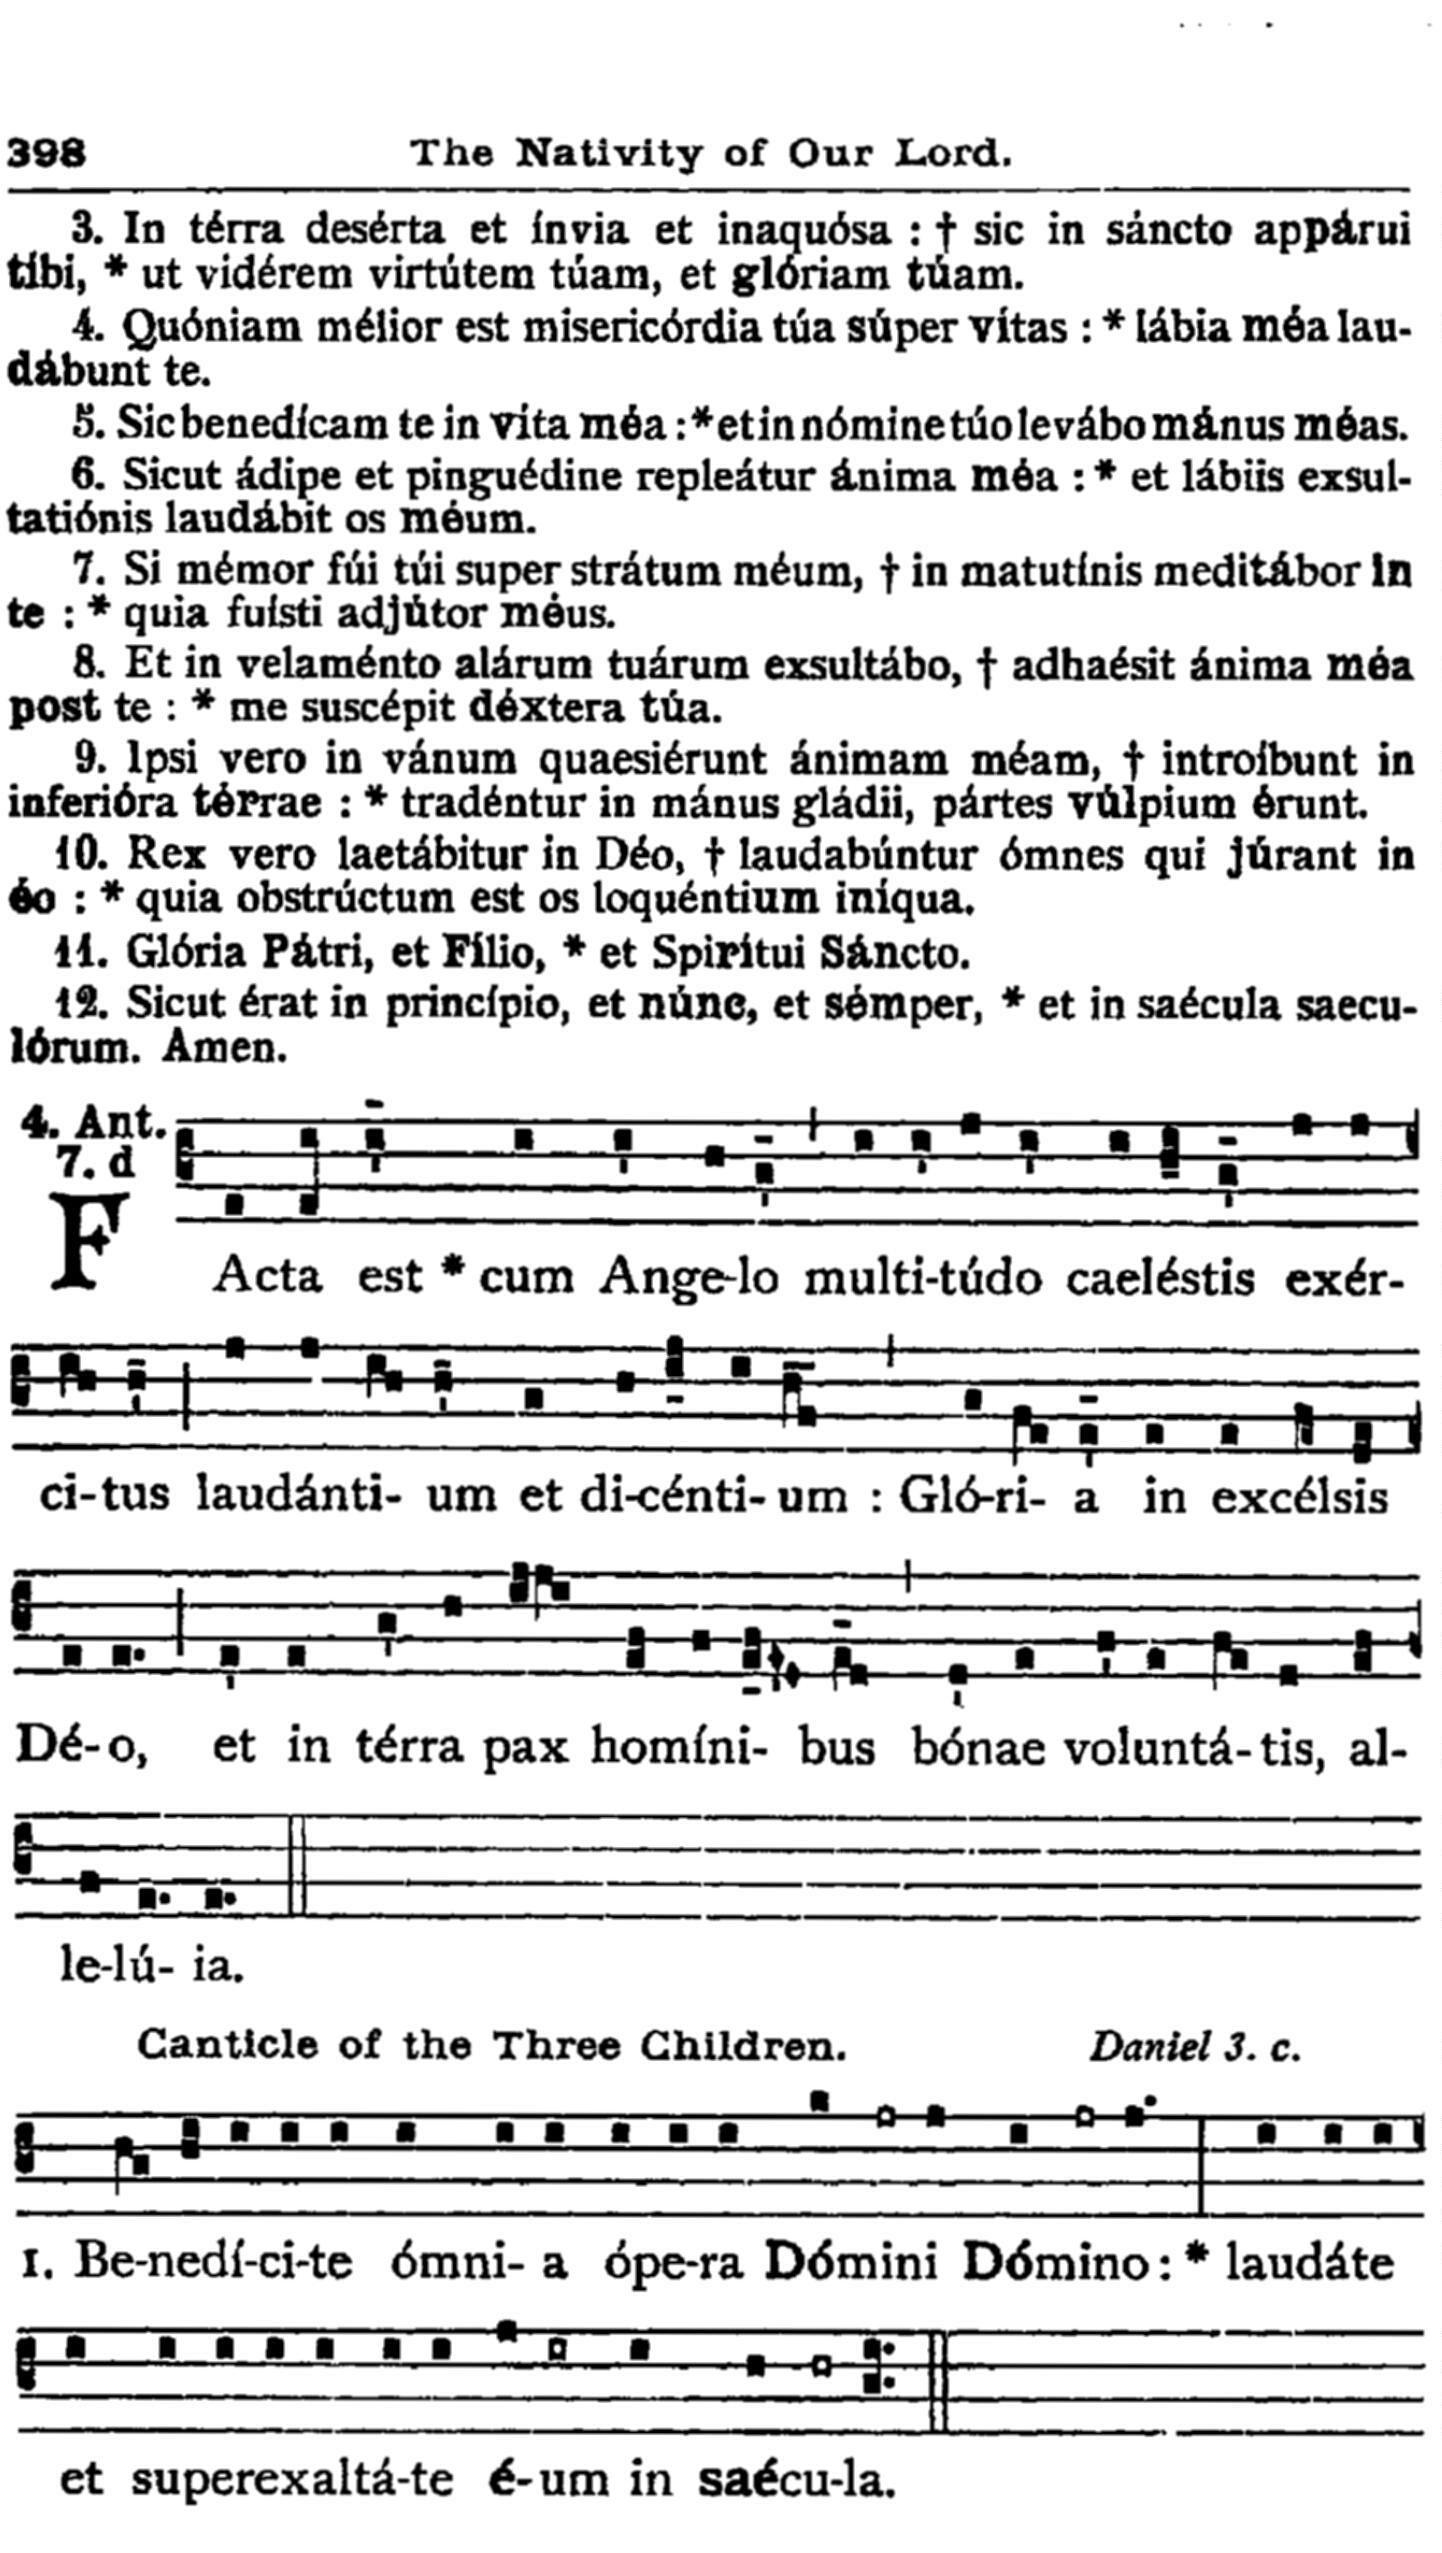 398 The Nativity of Our Lord.
3. In térra desérta et ínvia et inaquósa : † sic in sáncto appárui
tíbi, * ut vidérem virtútem túam, et glóriam túam.
4. Quóniam mélior est misericórdia túa súper vítas : * lábia méa lau-
dábunt te.
5. Sic benedícam te in víta méa : * et in nómine túo levábo mánus méas.
6. Sicut ádipe et pinguédine repleátur ánima méa : * et lábiis exsul-
tatiónis laudábit os méum.
7. Si mémor fúi túi super strátum méum, † in matutínis meditábor in
te : * quia fuísti adjútor méus.
8. Et in velaménto alárum tuárum exsultábo, † adhaésit ánima méa
post te : * me suscépit déxtera túa.
9. Ipsi vero in vánum quaesiérunt ánimam méam, † introíbunt in
inferióra térrae : * tradéntur in mánus gládii, pártes vúlpium érunt.
10. Rex vero laetábitur in Déo, † laudabúntur ómnes qui júrant in
éo : * quia obstrúctum est os loquéntium iníqua.
11. Glória Pátri, et Fílio, * et Spirítui Sáncto.
12. Sicut érat in princípio, et núnc, et sémper, * et in saécula saecu-
lórum. Amen.
4. Ant.
7. d
FActa est * cum Ange-lo multi-túdo caeléstis exér-
ci-tus laudánti- um et di-cénti- um : Gló-ri- a in excélsis
Dé- o, et in térra pax homíni- bus bónae voluntá- tis, al-
le-lú- ia.
Canticle of the Three Children. Daniel 3. c.
1. Be-nedí-ci-te ómni- a ópe-ra Dómini Dómino : * laudáte
et superexaltá-te é- um in saécu-la.